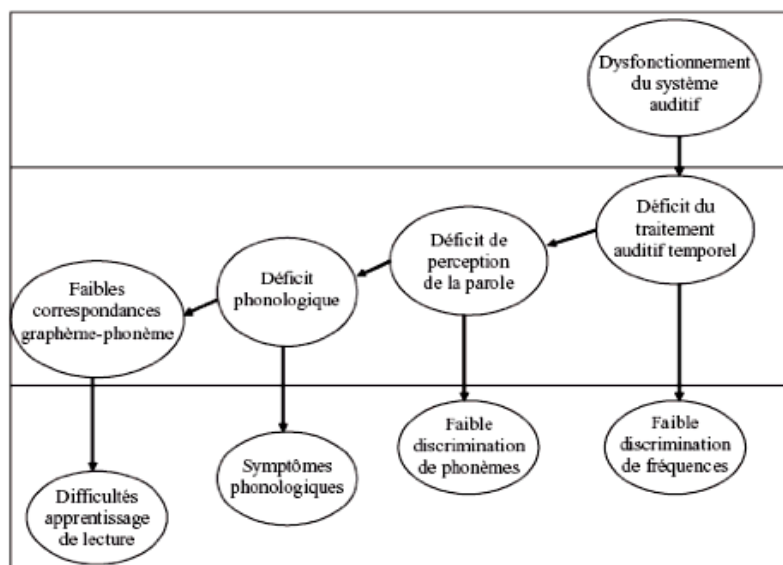 Dysfonctionnement
du système
auditif
Déficit du
traitement
auditif temporel
Déficit de
perception
de la parole
Déficit
phonologique
Faibles
correspondances
graphème-phonème
Faible
discrimination
de fréquences
Faible
discrimination
de phonèmes
Symptômes
phonologiques
Difficultés
apprentissage
de lecture